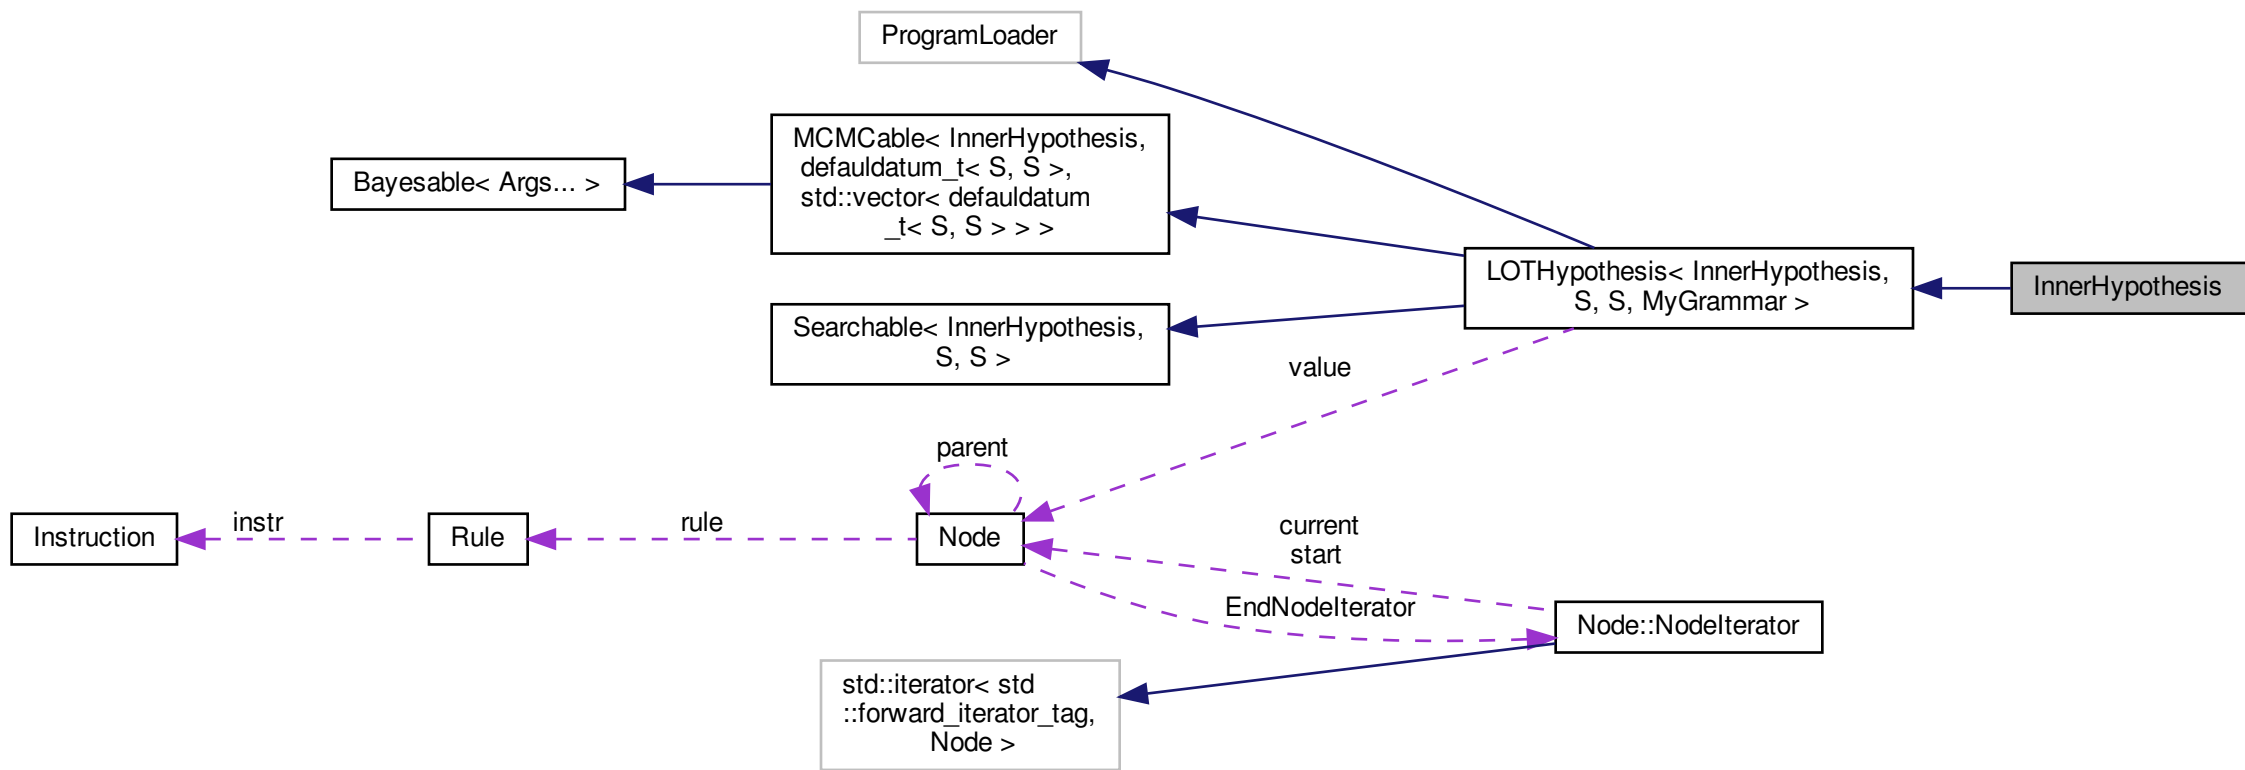 ProgramLoader
MCMCable< InnerHypothesis,
defauldatum_t< S, S >,
std::vector< defauldatum
_t< S, S > > >
Bayesable< Args... >
LOTHypothesis< InnerHypothesis,
S, S, MyGrammar >
InnerHypothesis
Searchable< InnerHypothesis,
S, S >
value
parent
Instruction
instr
Rule
rule
Node
current
start
EndNodeIterator
Node::NodeIterator
std::iterator< std
::forward_iterator_tag,
Node >